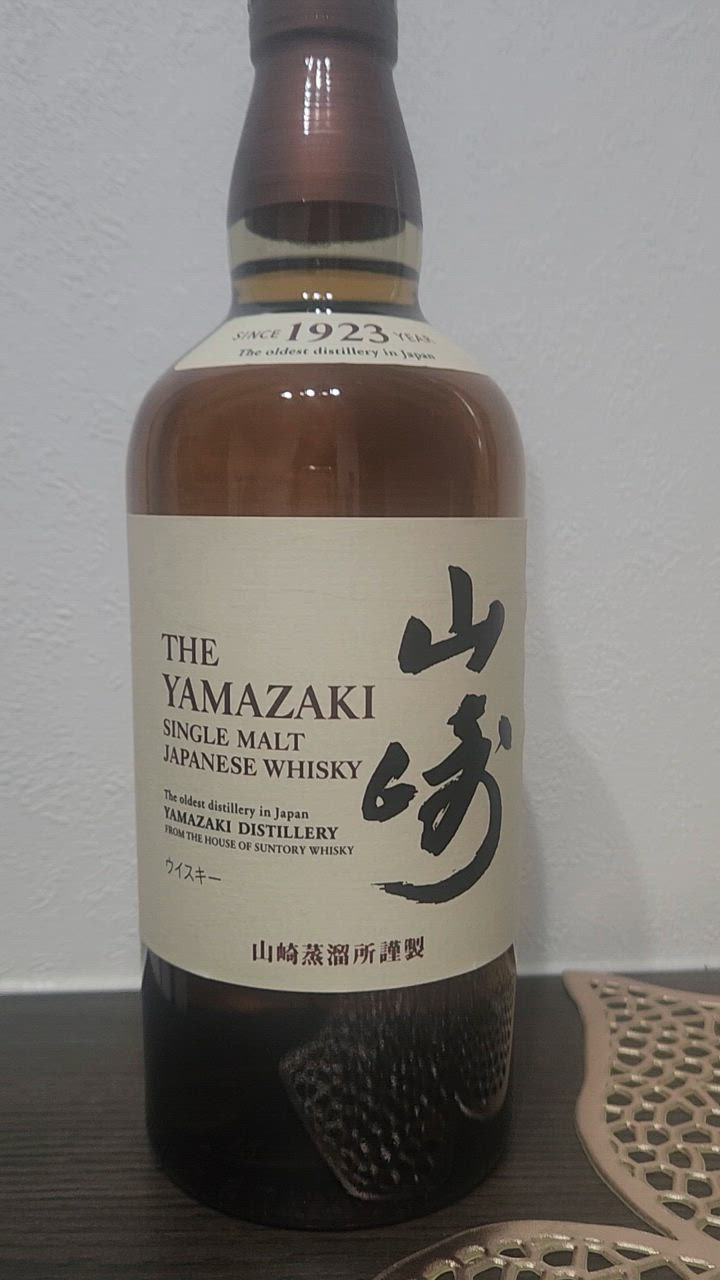 SINCE 1923 YEAR
The oldest distillery in Japan
山崎
THE
YAMAZAKI
SINGLE MALT
JAPANESE WHISKY
The oldest distillery in Japan
YAMAZAKI DISTILLERY
FROM THE HOUSE OF SUNTORY WHISKY
ウイスキー
山崎蒸溜所謹製